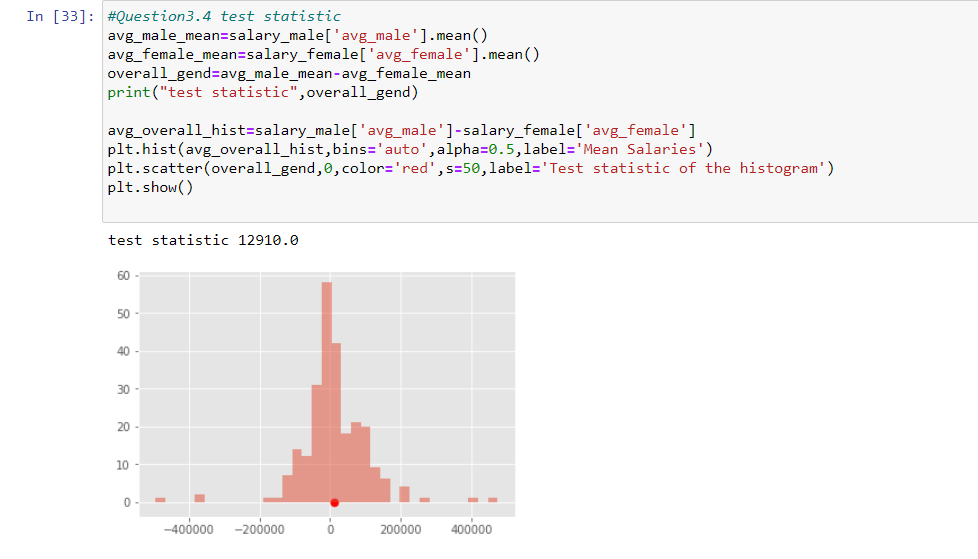 In [33]: #Question3.4 test statistic
avg_male_mean=salary_male['avg_male'].mean()
avg_female_mean=salary_female['avg_female'].mean()
overall_gend=avg_male_mean-avg_female_mean
print("test statistic",overall_gend)
avg_overall_hist=salary_male['avg_male']-salary_female['avg_female']
plt.hist(avg_overall_hist,bins='auto',alpha=0.5,label='Mean Salaries')
plt.scatter(overall_gend,0,color='red',s=50,label='Test statistic of the histogram')
plt.show()
test statistic 12910.0
60
50
40
30
20
10
0
−400000 −200000 0 200000 400000